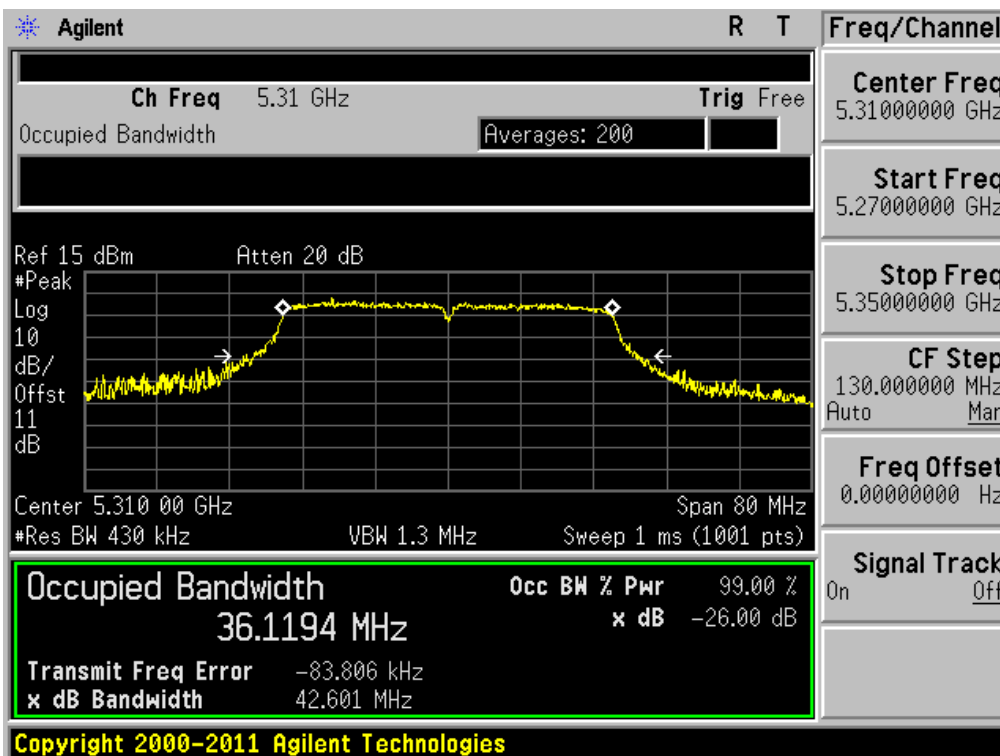 Agilent R T
Ch Freq 5.31 GHz Trig Free
Occupied Bandwidth Averages: 200
Ref 15 dBm Atten 20 dB
#Peak
Log
10
dB/
Offst
11
dB
Center 5.310 00 GHz Span 80 MHz
#Res BW 430 kHz VBW 1.3 MHz Sweep 1 ms (1001 pts)
Occupied Bandwidth Occ BW % Pwr 99.00 %
36.1194 MHz x dB -26.00 dB
Transmit Freq Error -83.806 kHz
x dB Bandwidth 42.601 MHz
Copyright 2000-2011 Agilent Technologies
Freq/Channel
Center Freq
5.31000000 GHz
Start Freq
5.27000000 GHz
Stop Freq
5.35000000 GHz
CF Step
130.000000 MHz
Auto Man
Freq Offset
0.00000000 Hz
Signal Track
On Off